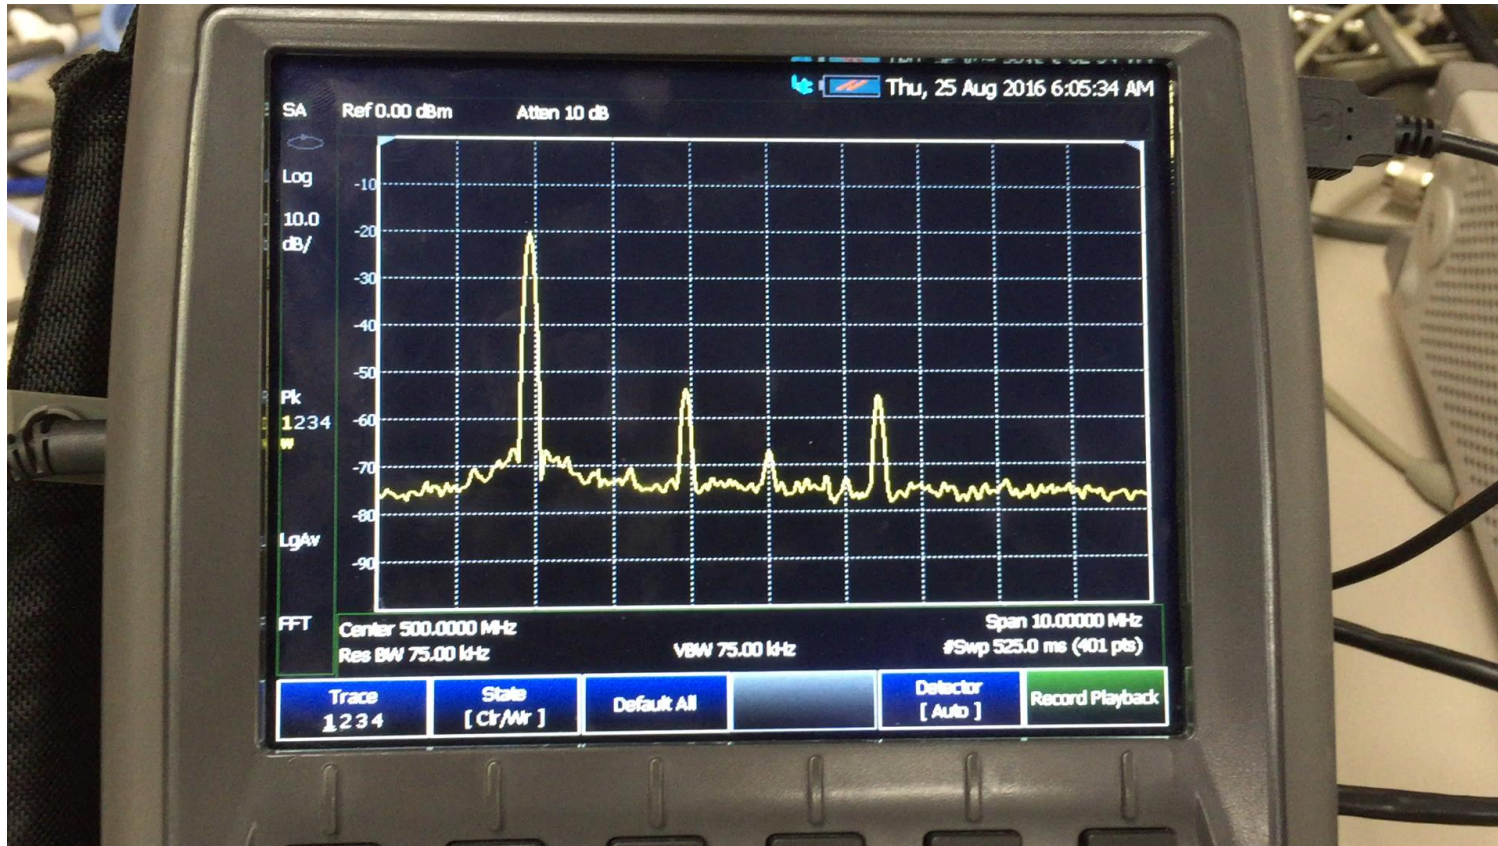 Thu, 25 Aug 2016 6:05:34 AM
SA
Ref 0.00 dBm
Atten 10 dB
Log
10.0
dB/
-10
-20
-30
-40
-50
-60
-70
-80
-90
Pk
1234
W
LgAv
FFT
Center 500.0000 MHz
Span 10.00000 MHz
Res BW 75.00 kHz
VBW 75.00 kHz
#Swp 525.0 ms (401 pts)
Trace
1234
State
[ Clr/Wr ]
Default All
Detector
[ Auto ]
Record Playback